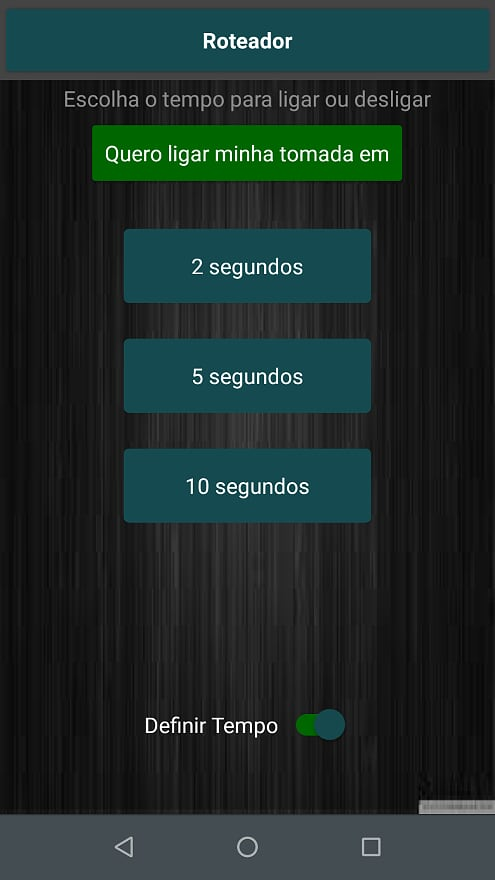 Roteador
Escolha o tempo para ligar ou desligar
Quero ligar minha tomada em
2 segundos
5 segundos
10 segundos
Definir Tempo